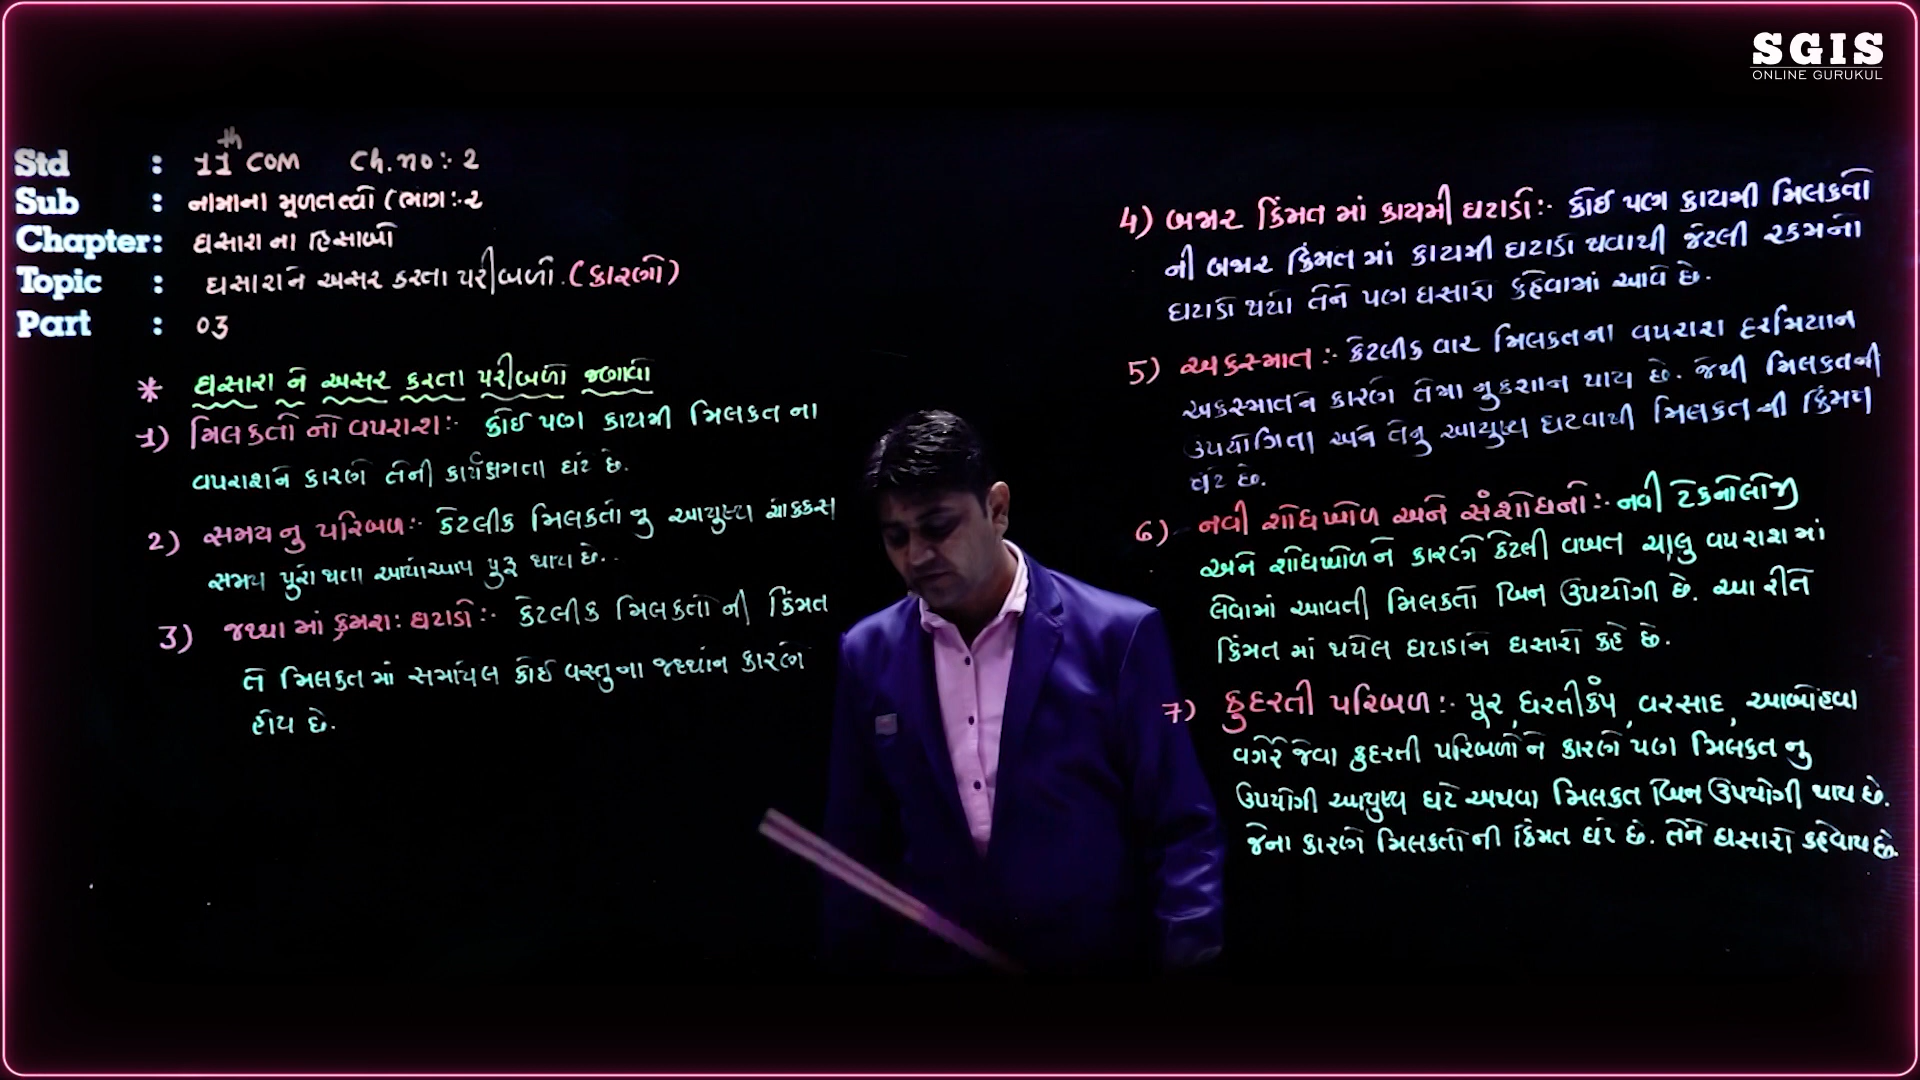 SGIS
ONLINE GURUKUL
Std : 11th COM Ch.no:- 2
Sub : નામાના મૂળતત્વો (ભાગ:-૨
Chapter: ઘસારા ના હિસાબો
Topic : ઘસારાને અસર કરતા પરીબળો. (કારણો)
Part : 03
* ઘસારા ને અસર કરતા પરીબળો જણાવો
1) મિલકતો નો વપરાશ:- કોઈ પણ કાયમી મિલકત ના
વપરાશને કારણે તેની કાર્યક્ષમતા ઘટે છે.
2) સમય નુ પરિબળ:- કેટલીક મિલકતો નુ આયુષ્ય ચોક્કસ
સમય પુરો થતા આપોઆપ પુરૂ થાય છે..
3) જથ્થા માં ક્રમશ: ઘટાડો:- કેટલીક મિલકતો ની કિંમત
તે મિલકત માં સમાયેલ કોઈ વસ્તુ ના જથ્થાને કારણે
હોય છે.
4) બજાર કિંમત માં કાયમી ઘટાડો:- કોઈ પણ કાયમી મિલકતો
ની બજાર કિંમત માં કાયમી ઘટાડો થવાથી જેટલી રકમનો
ઘટાડો થયો તેને પણ ઘસારો કહેવામાં આવે છે.
5) અકસ્માત:- કેટલીક વાર મિલકત ના વપરાશ દરમિયાન
અકસ્માતને કારણે તેમા નુકશાન થાય છે. જેથી મિલકતની
ઉપયોગિતા અને તેનુ આયુષ્ય ઘટવાથી મિલકત ની કિંમત
ઘટે છે.
6) નવી શોધખોળ અને સંશોધનો:- નવી ટેકનોલોજી
અને શોધખોળ ને કારણે કેટલી વખત ચાલુ વપરાશ માં
લેવામાં આવતી મિલકતો બિન ઉપયોગી છે. આ રીતે
કિંમત માં થયેલ ઘટાડાને ઘસારો કહે છે.
7) કુદરતી પરિબળ:- પૂર, ધરતીકંપ, વરસાદ, આબોહવા
વગેરે જેવા કુદરતી પરિબળો ને કારણે પણ મિલકત નુ
ઉપયોગી આયુષ્ય ઘટે અથવા મિલકત બિન ઉપયોગી થાય છે.
જેના કારણે મિલકતો ની કિંમત ઘટે છે. તેને ઘસારો કહેવાય છે.